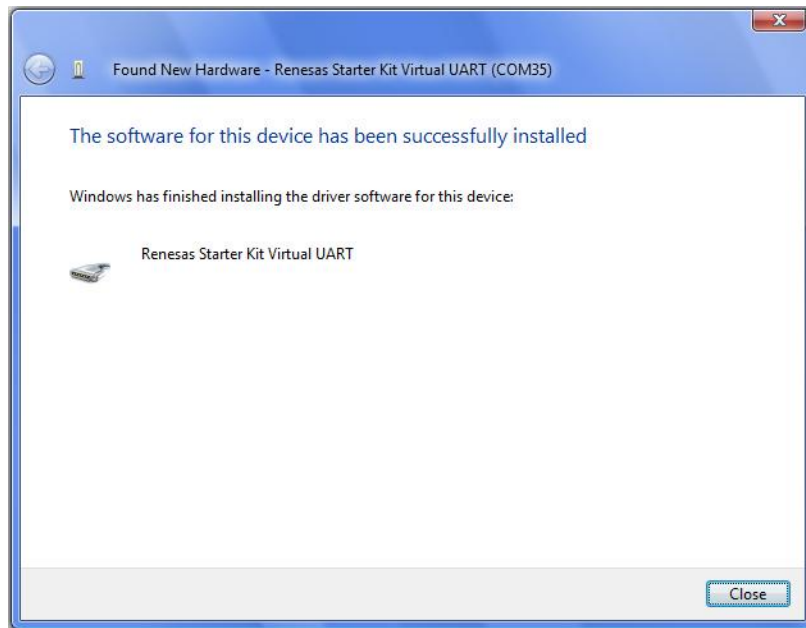 Found New Hardware - Renesas Starter Kit Virtual UART (COM35)
The software for this device has been successfully installed
Windows has finished installing the driver software for this device:
Renesas Starter Kit Virtual UART
Close